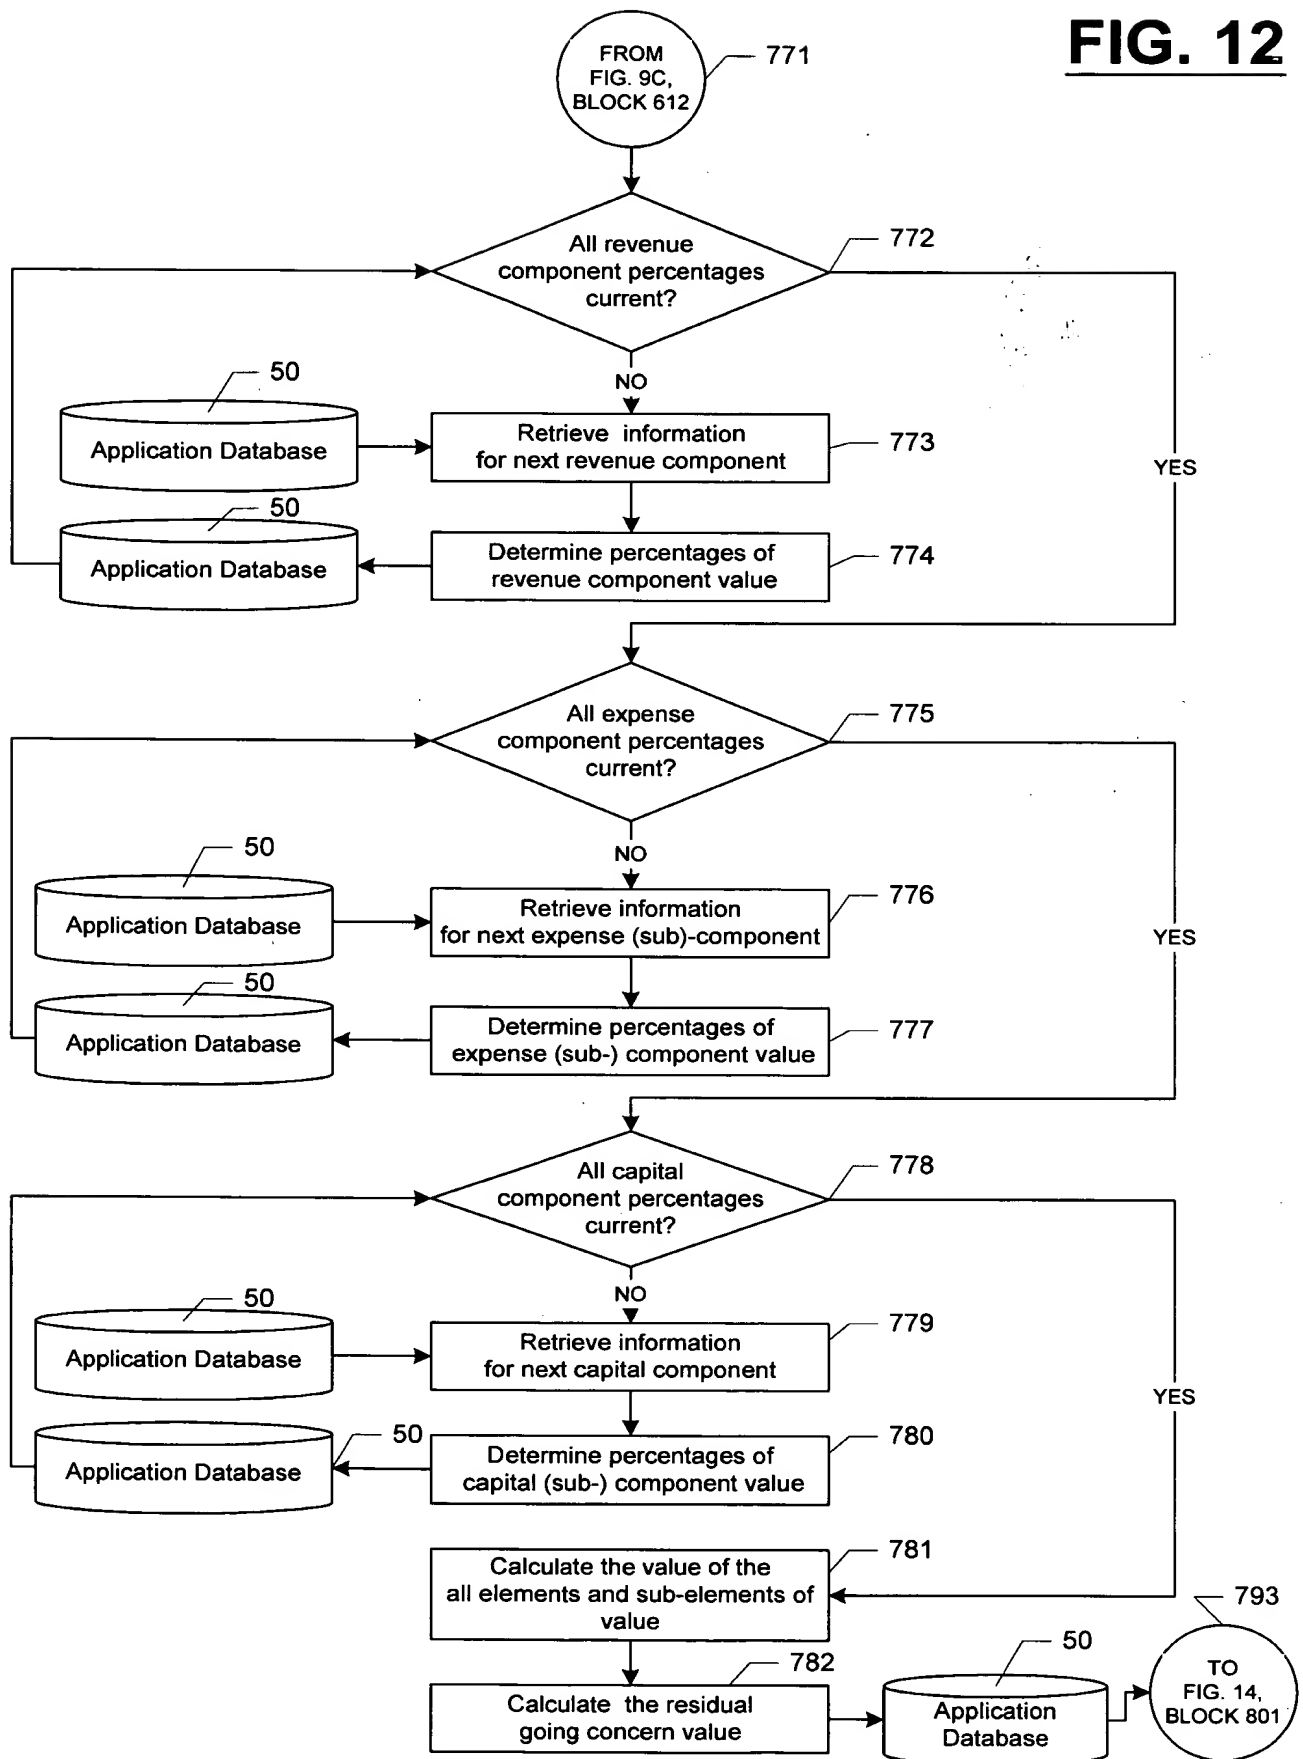 FIG. 12
FROM
FIG. 9C,
BLOCK 612
771
All revenue
component percentages
current?
772
NO
YES
50
Application Database
Retrieve information
for next revenue component
773
50
Application Database
Determine percentages of
revenue component value
774
All expense
component percentages
current?
775
NO
YES
50
Application Database
Retrieve information
for next expense (sub)-component
776
50
Application Database
Determine percentages of
expense (sub-) component value
777
All capital
component percentages
current?
778
NO
YES
50
Application Database
Retrieve information
for next capital component
779
50
Application Database
Determine percentages of
capital (sub-) component value
780
Calculate the value of the
all elements and sub-elements of
value
781
Calculate the residual
going concern value
782
50
Application
Database
793
TO
FIG. 14,
BLOCK 801